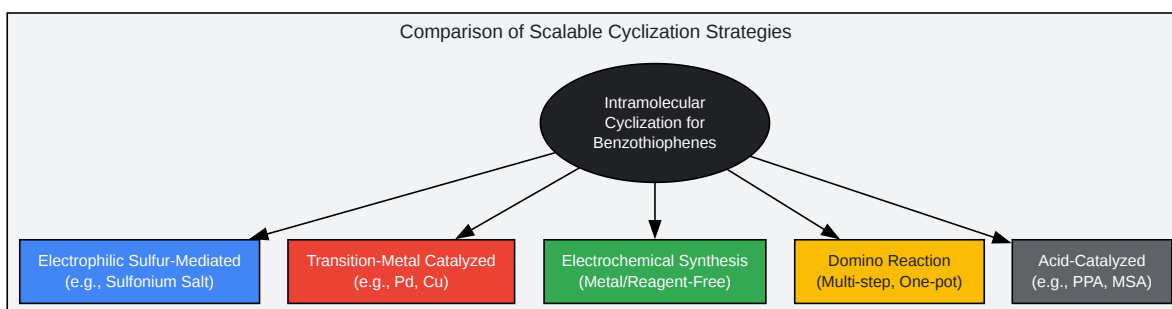 Comparison of Scalable Cyclization Strategies
Intramolecular
Cyclization for
Benzothiophenes
Electrophilic Sulfur-Mediated
(e.g., Sulfonium Salt)
Transition-Metal Catalyzed
(e.g., Pd, Cu)
Electrochemical Synthesis
(Metal/Reagent-Free)
Domino Reaction
(Multi-step, One-pot)
Acid-Catalyzed
(e.g., PPA, MSA)